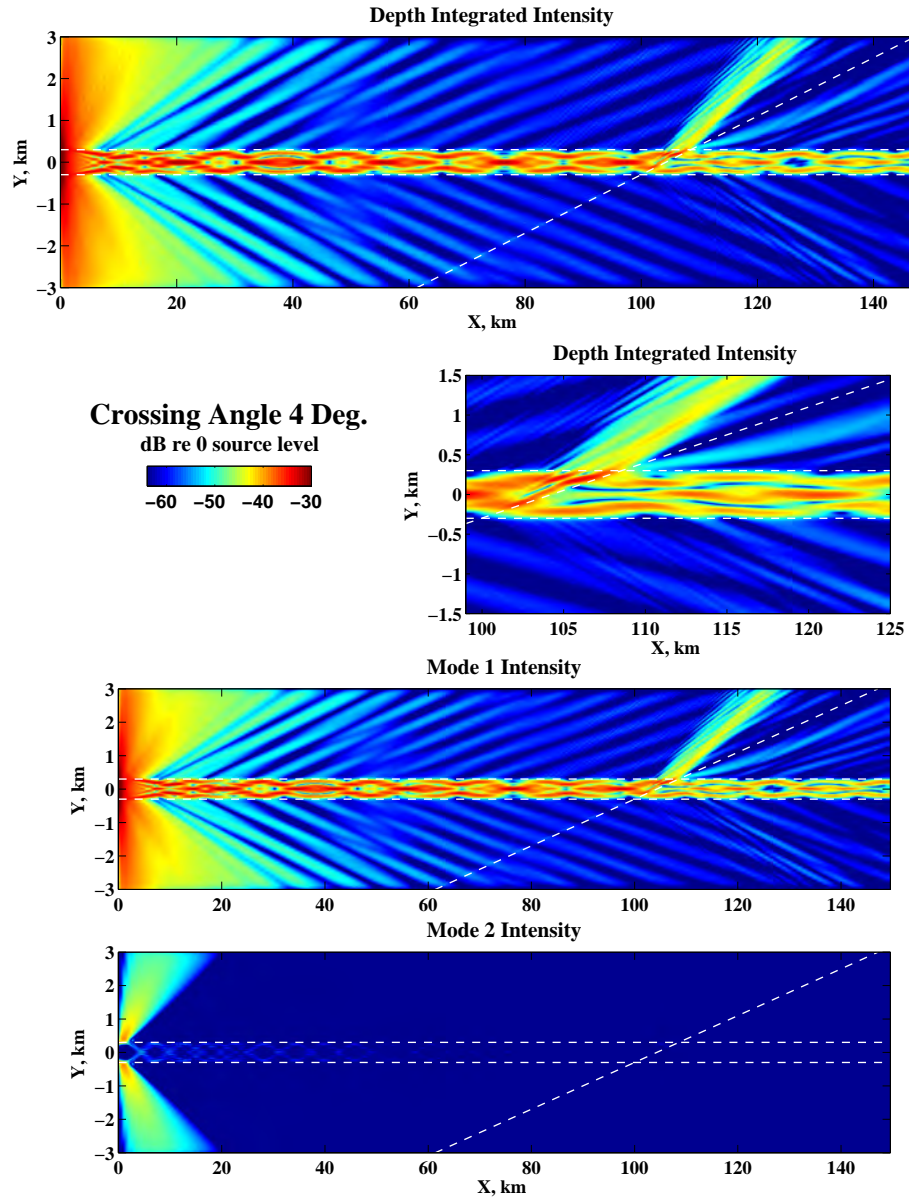 Depth Integrated Intensity
3
2
1
0
−1
−2
−3
Y, km
0 20 40 60 80 100 120 140
X, km
Depth Integrated Intensity
Crossing Angle 4 Deg.
dB re 0 source level
−60 −50 −40 −30
1.5
1
0.5
0
−0.5
−1
−1.5
Y, km
100 105 110 115 120 125
X, km
Mode 1 Intensity
3
2
1
0
−1
−2
−3
Y, km
0 20 40 60 80 100 120 140
Mode 2 Intensity
3
2
1
0
−1
−2
−3
Y, km
0 20 40 60 80 100 120 140
X, km